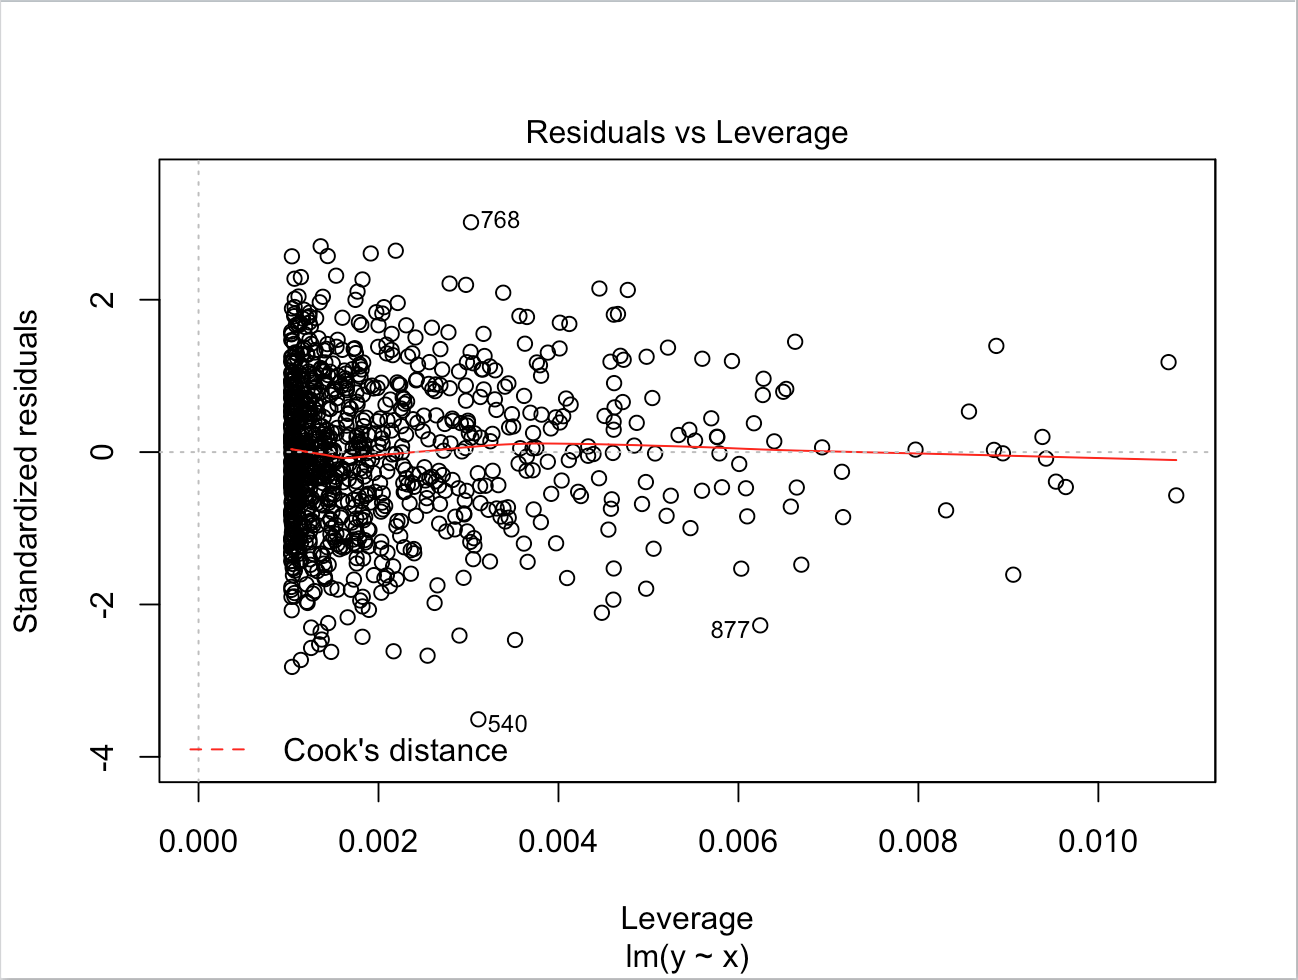 Residuals vs Leverage
Standardized residuals
2
0
-2
-4
768
877
540
Cook's distance
0.000 0.002 0.004 0.006 0.008 0.010
Leverage
lm(y ~ x)